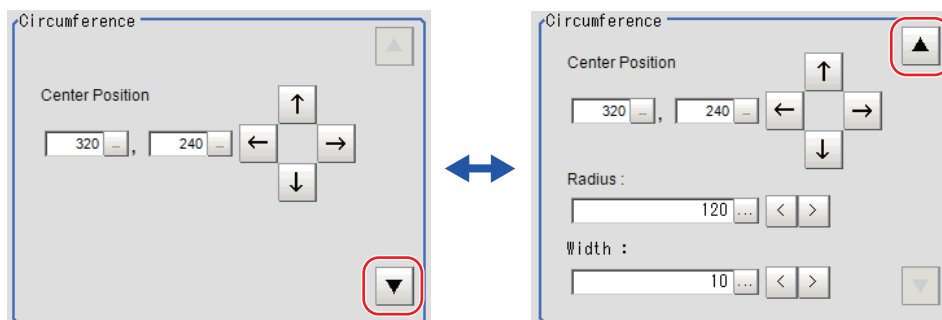 Circumference
Center Position
320 ... , 240 ...
Circumference
Center Position
320 ... , 240 ...
Radius :
120 ... < >
Width :
10 ... < >